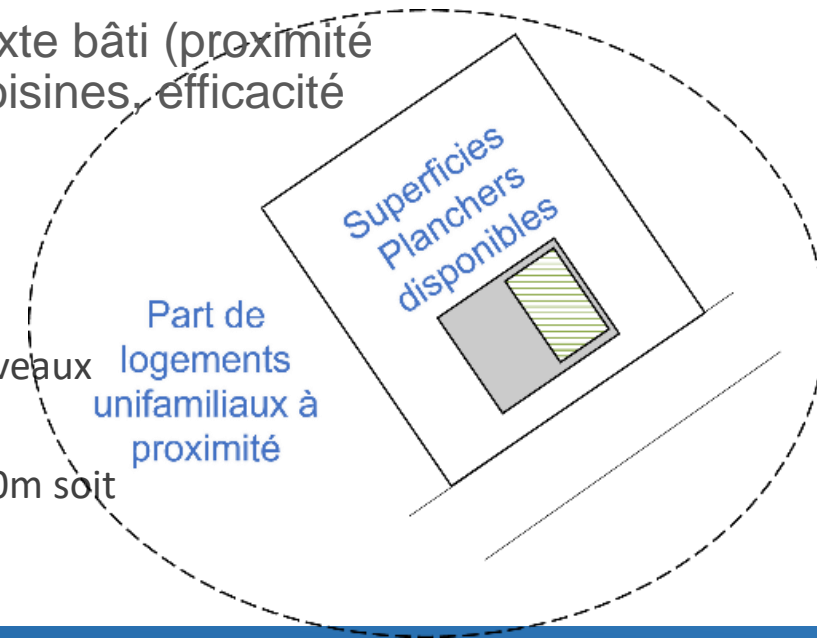 xte bâti (proximité
oisines, efficacité
Superficies
Planchers
disponibles
Part de
logements
unifamiliaux à
proximité
veaux
0m soit